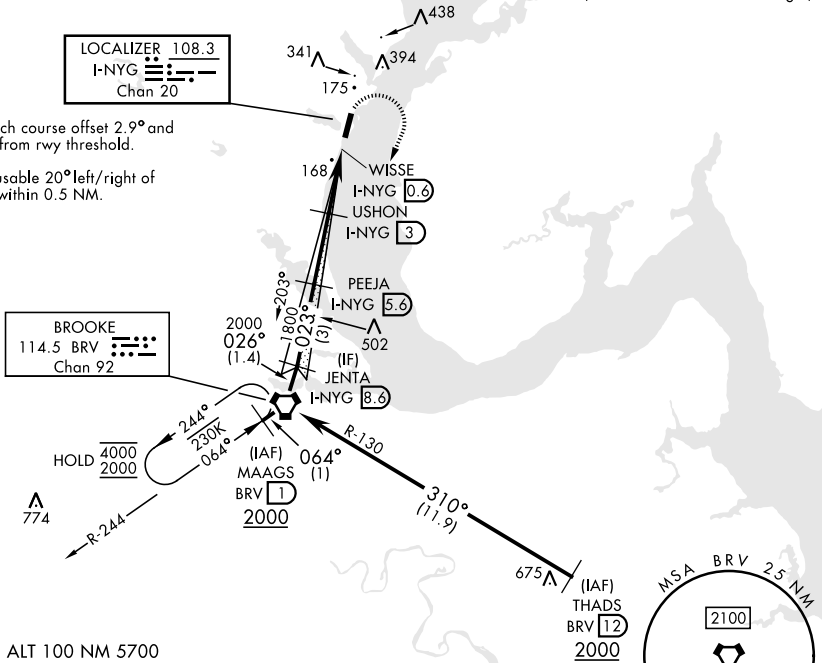 438
LOCALIZER 108.3
I-NYG
Chan 20
341
394
175
ch course offset 2.9° and
from rwy threshold.
usable 20° left/right of
within 0.5 NM.
168
WISSE
I-NYG 0.6
USHON
I-NYG 3
PEEJA
I-NYG 5.6
203°
1800
023°
(3)
502
BROOKE
114.5 BRV
Chan 92
2000
026°
(1.4)
(IF)
JENTA
I-NYG 8.6
244°
230K
064°
HOLD 4000
2000
(IAF)
MAAGS
BRV 1
2000
064°
(1)
R-130
310°
(11.9)
774
R-244
675
(IAF)
THADS
BRV 12
2000
MSA BRV 25 NM
2100
ALT 100 NM 5700